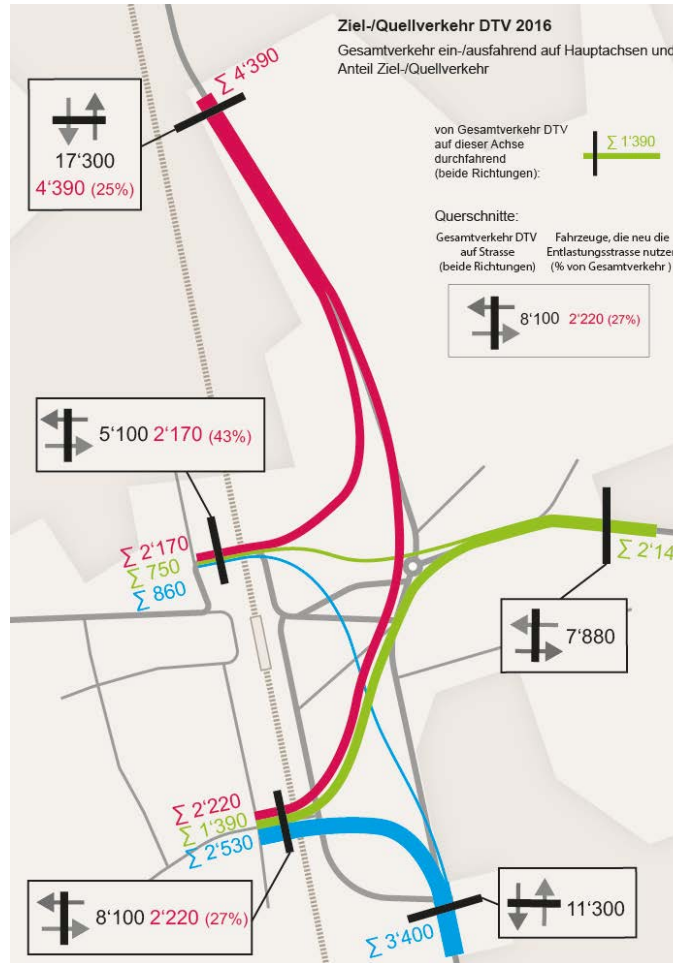 Ziel-/Quellverkehr DTV 2016
Gesamtverkehr ein-/ausfahrend auf Hauptachsen und
Anteil Ziel-/Quellverkehr
∑ 4'390
17'300
4'390 (25%)
von Gesamtverkehr DTV
auf dieser Achse
durchfahrend
(beide Richtungen):
∑ 1'390
Querschnitte:
Gesamtverkehr DTV
auf Strasse
(beide Richtungen)
Fahrzeuge, die neu die
Entlastungsstrasse nutzen
(% von Gesamtverkehr )
8'100 2'220 (27%)
5'100 2'170 (43%)
∑ 2'170
∑ 750
∑ 860
∑ 2'14
7'880
∑ 2'220
∑ 1'390
∑ 2'530
8'100 2'220 (27%)
∑ 3'400
11'300